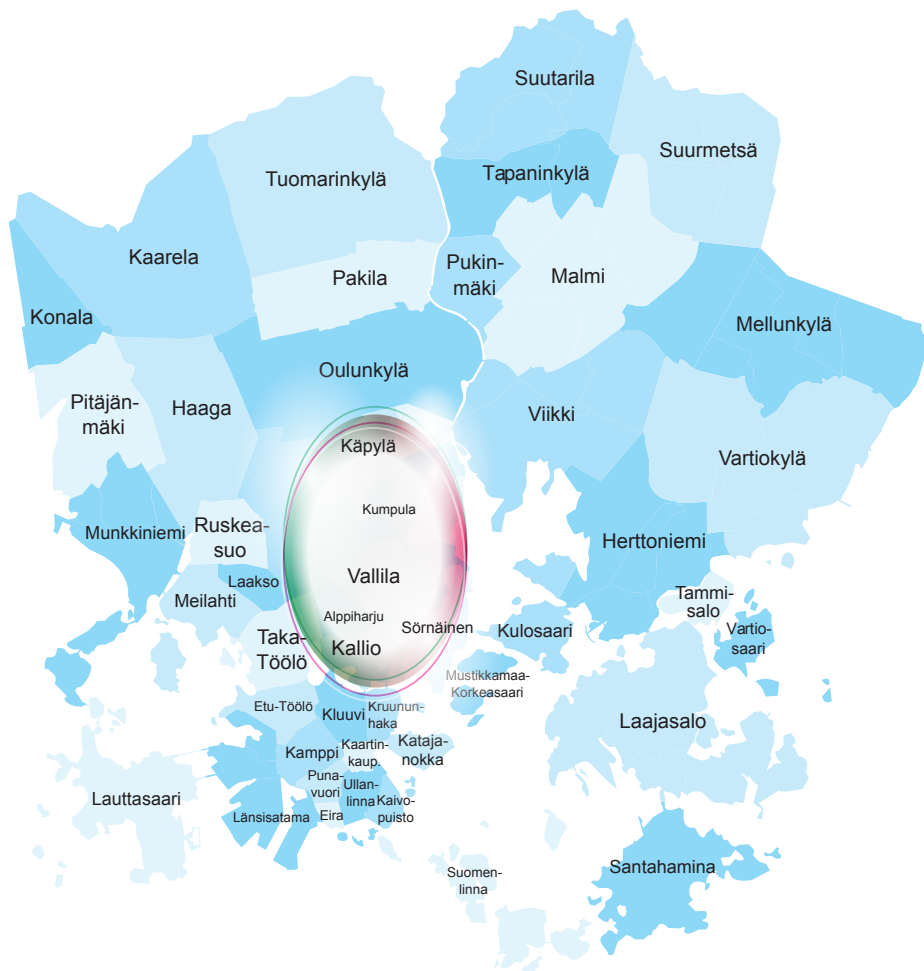 Suutarila
Suurmetsä
Tuomarinkylä
Tapaninkylä
Kaarela
Pakila
Pukin-
mäki
Malmi
Konala
Mellunkylä
Oulunkylä
Pitäjän-
mäki
Haaga
Viikki
Käpylä
Vartiokylä
Kumpula
Munkkiniemi
Ruskea-
suo
Herttoniemi
Vallila
Laakso
Meilahti
Tammi-
salo
Alppiharju
Sörnäinen
Kulosaari
Vartio-
saari
Taka-
Töölö
Kallio
Mustikkamaa-
Korkeasaari
Etu-Töölö
Kluuvi
Kruunun-
haka
Laajasalo
Kamppi
Kaartin-
kaup.
Kataja-
nokka
Lauttasaari
Puna-
vuori
Ullan-
linna
Kaivo-
puisto
Länsisatama
Eira
Suomen-
linna
Santahamina